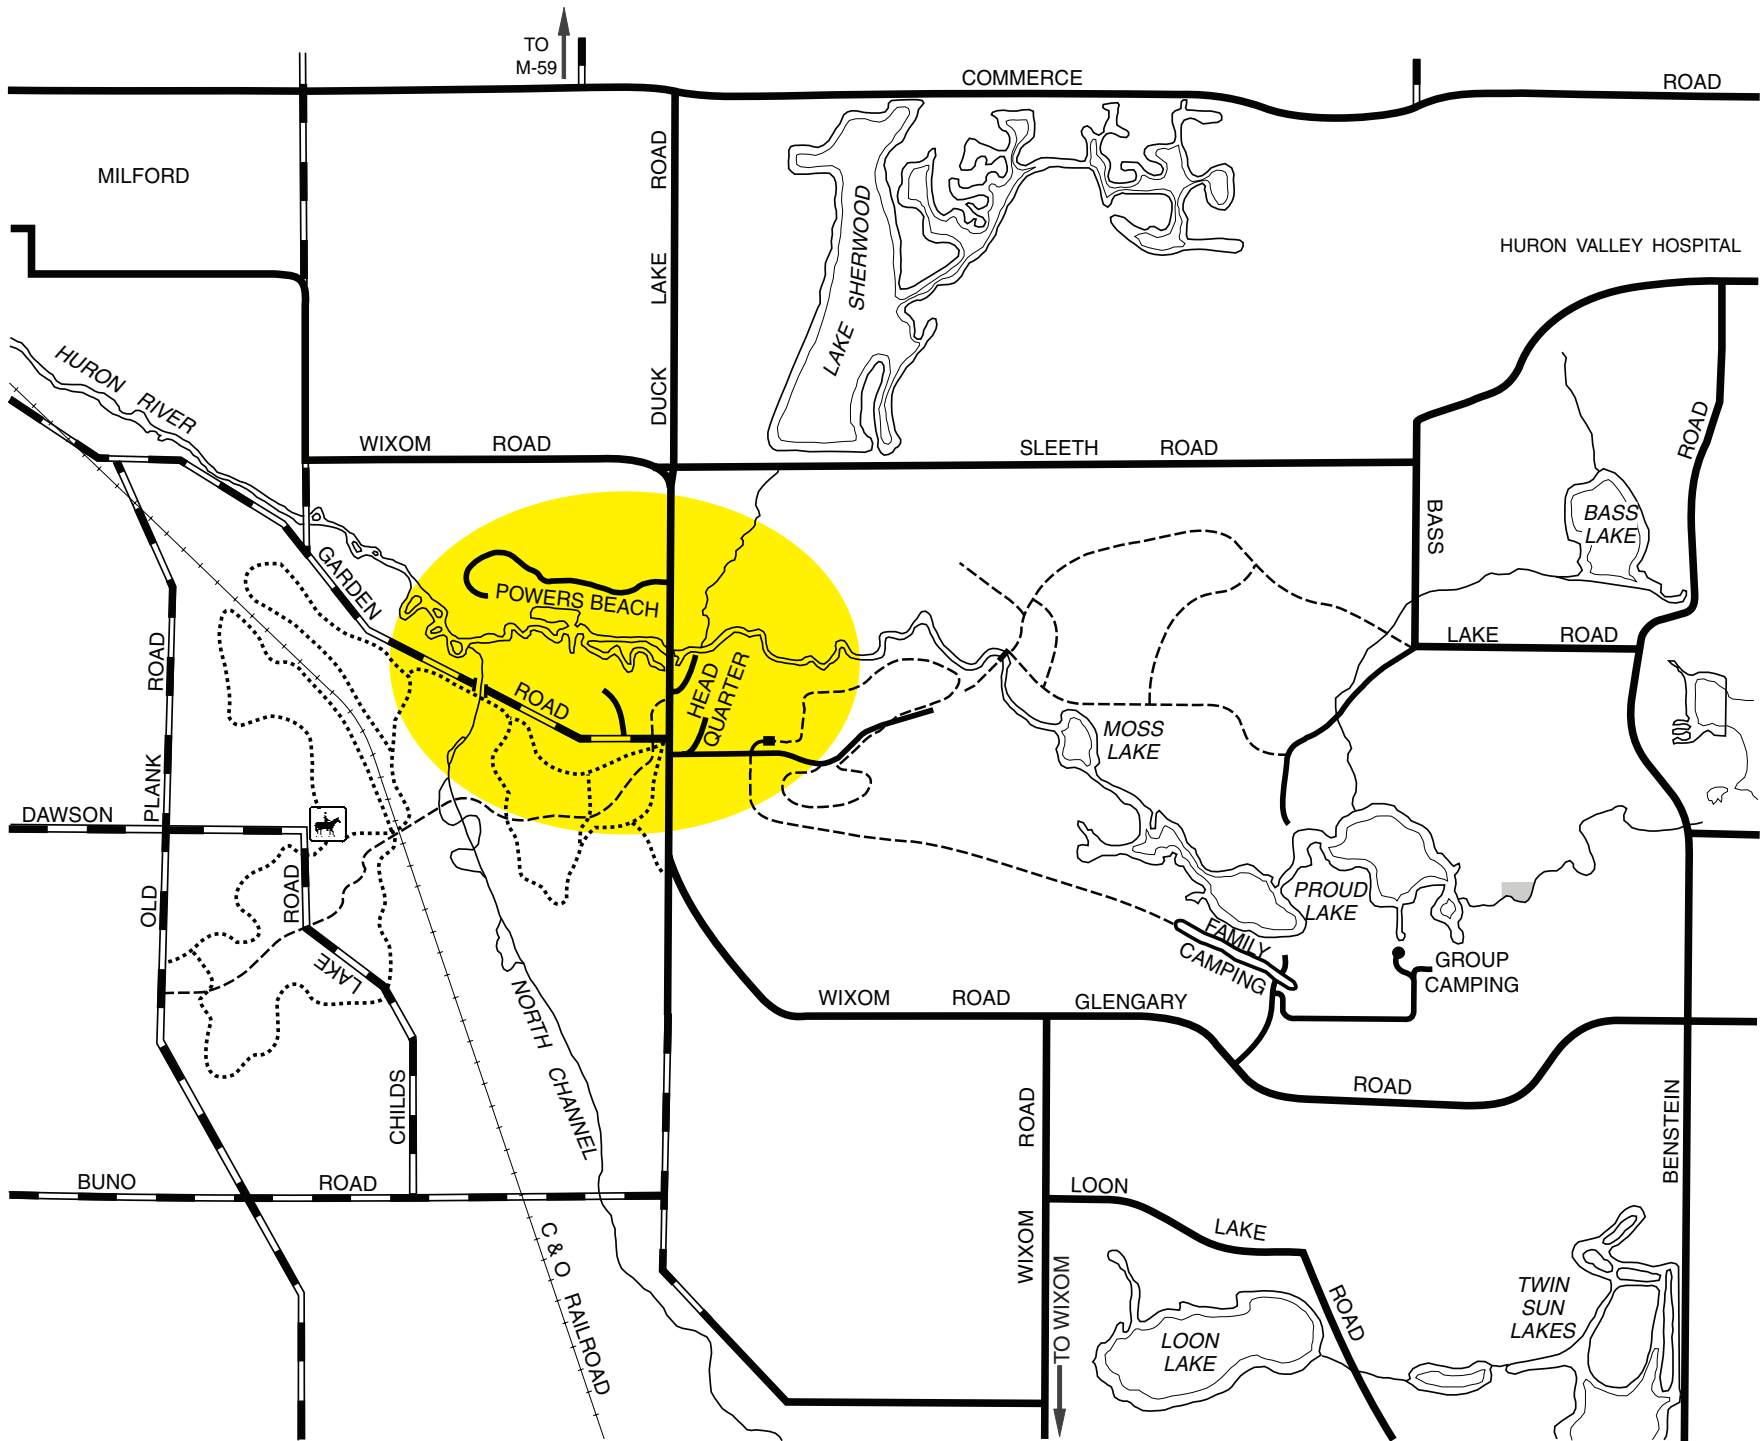 TO
M-59
COMMERCE ROAD
MILFORD
DUCK LAKE ROAD
LAKE SHERWOOD
HURON VALLEY HOSPITAL
HURON RIVER
WIXOM ROAD
SLEETH ROAD
BASS
LAKE ROAD
ROAD
BASS
LAKE
GARDEN
ROAD
POWERS BEACH
HEAD
QUARTER
MOSS
LAKE
OLD PLANK ROAD
DAWSON
ROAD
LAKE
CHILDS
PROUD
LAKE
FAMILY
CAMPING
GROUP
CAMPING
NORTH CHANNEL
WIXOM ROAD
GLENGARY
ROAD
BENSTEIN
BUNO ROAD
C & O RAILROAD
WIXOM ROAD
TO WIXOM
LOON
LAKE
ROAD
LOON
LAKE
TWIN
SUN
LAKES